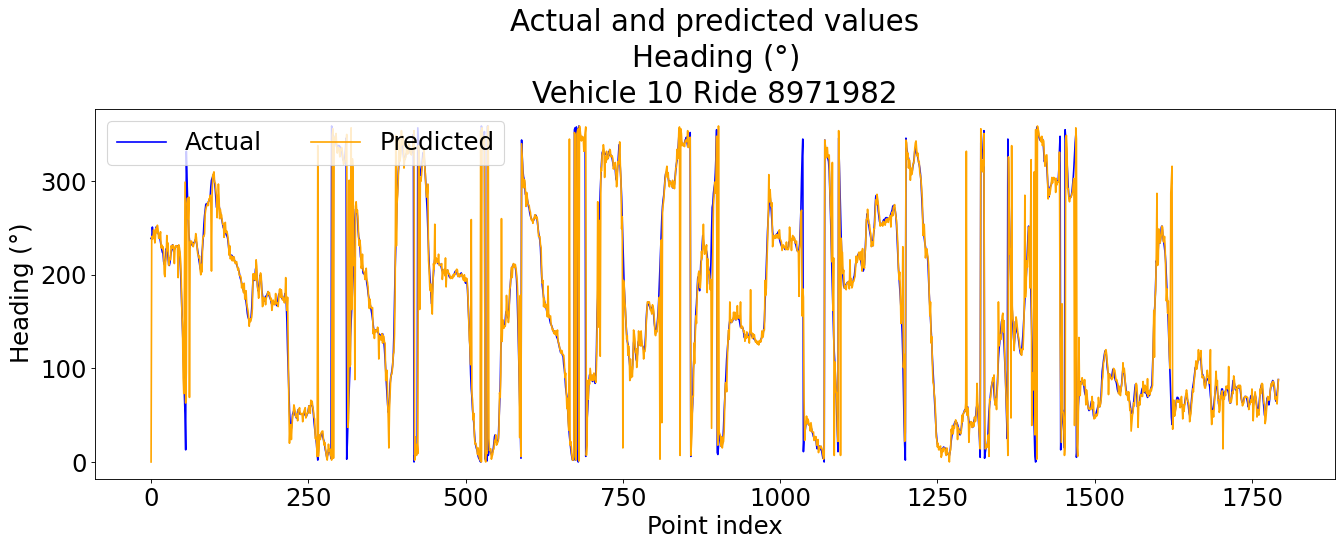 Actual and predicted values
Heading (°)
Vehicle 10 Ride 8971982
Actual
Predicted
Heading (°)
300
200
100
0
0
250
500
750
1000
1250
1500
1750
Point index